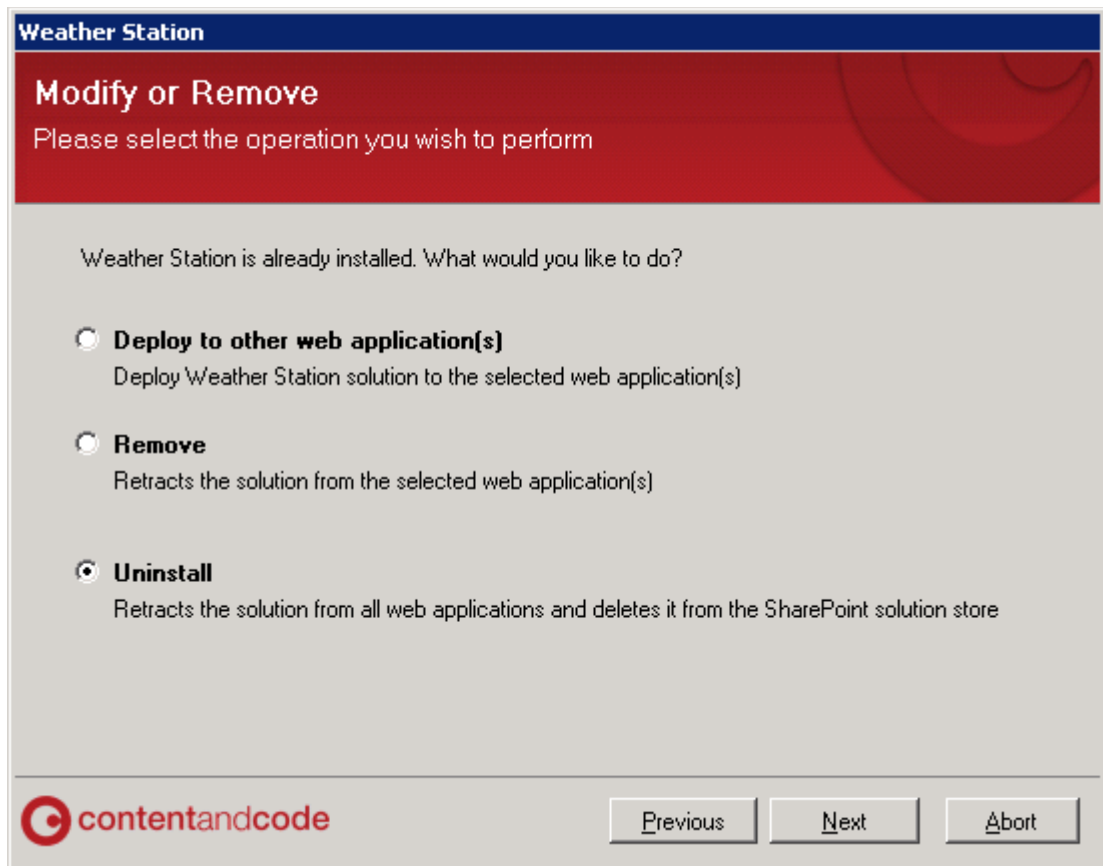 Weather Station
Modify or Remove
Please select the operation you wish to perform
Weather Station is already installed. What would you like to do?
Deploy to other web application(s)
Deploy Weather Station solution to the selected web application(s)
Remove
Retracts the solution from the selected web application(s)
Uninstall
Retracts the solution from all web applications and deletes it from the SharePoint solution store
contentandcode
Previous
Next
Abort